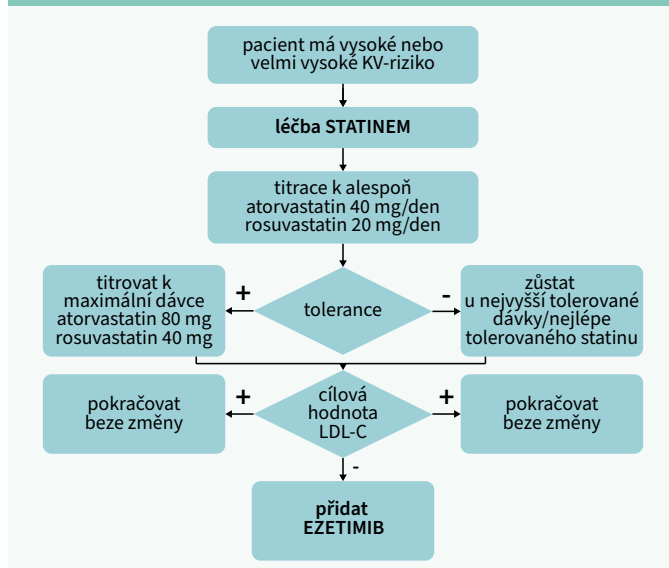 pacient má vysoké nebo
velmi vysoké KV-riziko
léčba STATINEM
titrace k alespoň
atorvastatin 40 mg/den
rosuvastatin 20 mg/den
titrovat k
maximální dávce
atorvastatin 80 mg
rosuvastatin 40 mg
+
tolerance
-
zůstat
u nejvyšší tolerované
dávky/nejlépe
tolerovaného statinu
pokračovat
beze změny
+
cílová
hodnota
LDL-C
+
pokračovat
beze změny
-
přidat
EZETIMIB